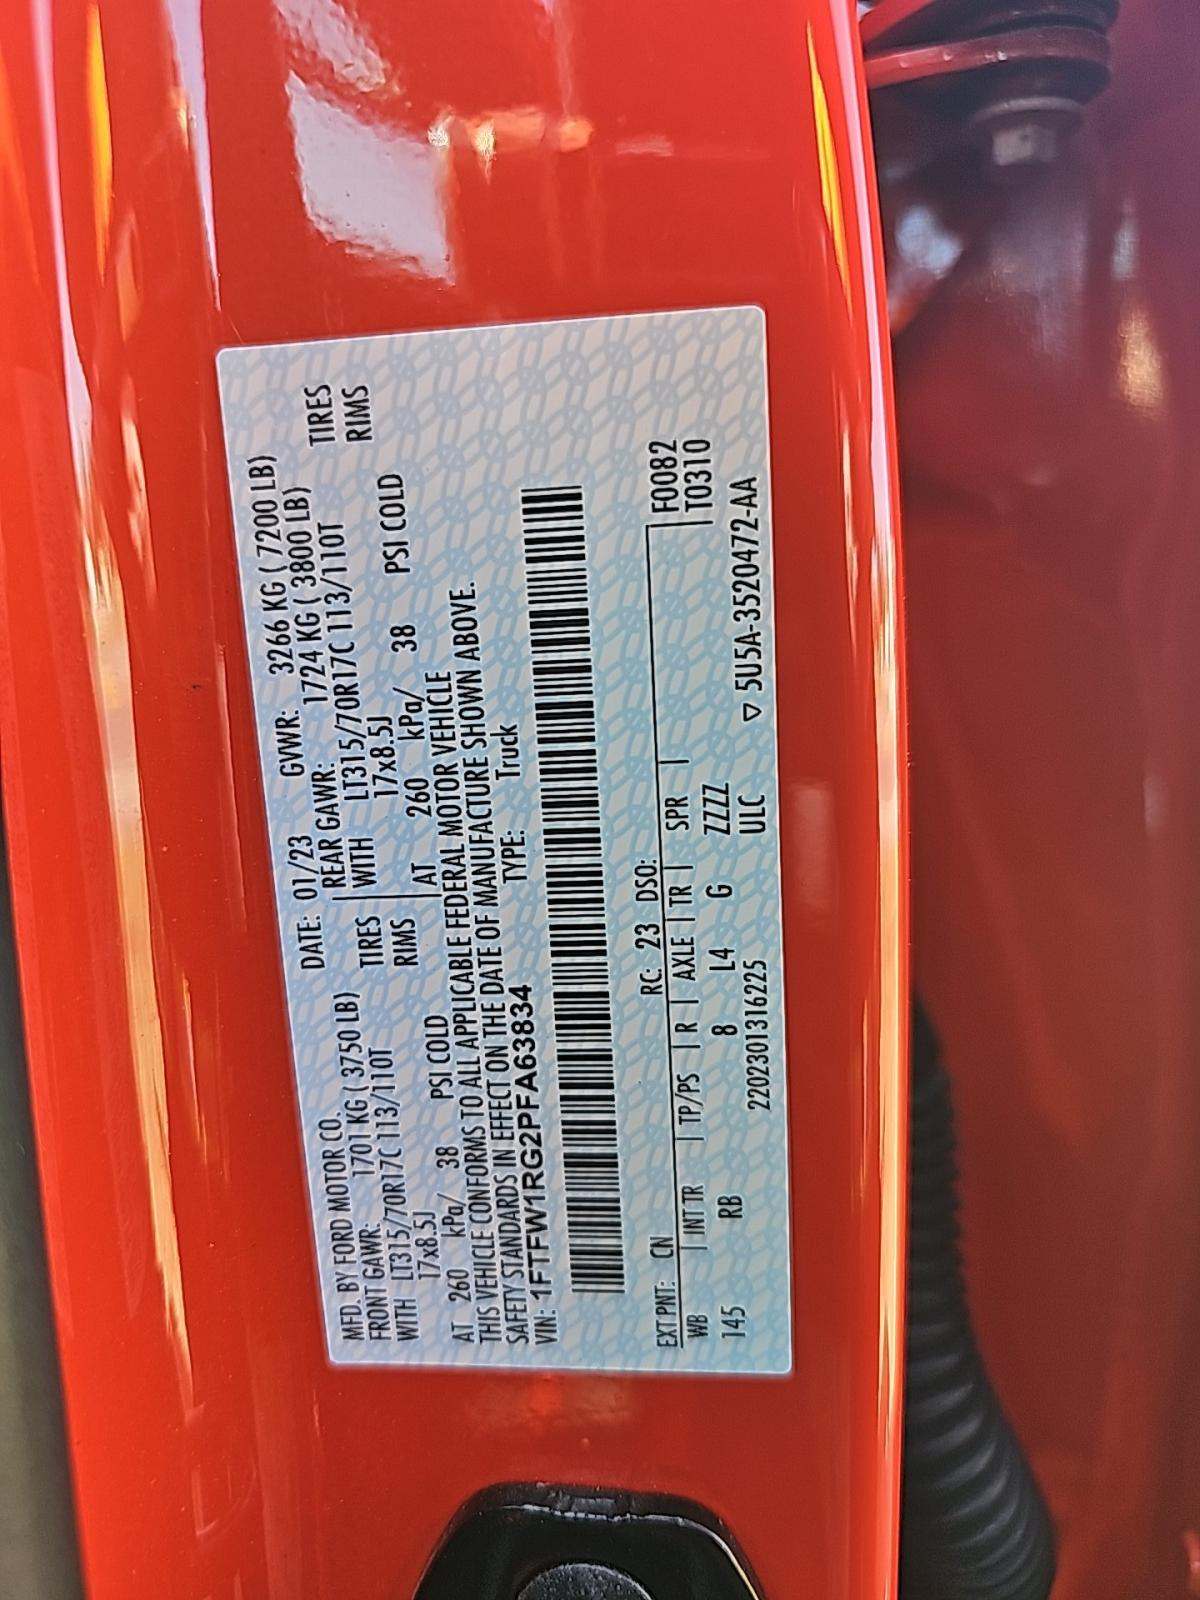 MFD. BY FORD MOTOR CO. DATE: 01/23 GVWR: 3266 KG ( 7200 LB)
FRONT GAWR: 1701 KG ( 3750 LB) REAR GAWR: 1724 KG ( 3800 LB)
WITH LT315/70R17C 113/110T TIRES WITH LT315/70R17C 113/110T TIRES
17x8.5J RIMS 17x8.5J RIMS
AT 260 kPa/ 38 PSI COLD AT 260 kPa/ 38 PSI COLD
THIS VEHICLE CONFORMS TO ALL APPLICABLE FEDERAL MOTOR VEHICLE
SAFETY STANDARDS IN EFFECT ON THE DATE OF MANUFACTURE SHOWN ABOVE.
VIN: 1FTFW1RG2PFA63834 TYPE: Truck
EXT PNT: CN RC: 23 DSO: F0082
WB | INT TR | TP/PS | R | AXLE | TR | SPR | T0310
145 RB 8 L4 G ZZZZ
2202301316225 ULC ▽ 5U5A-3520472-AA